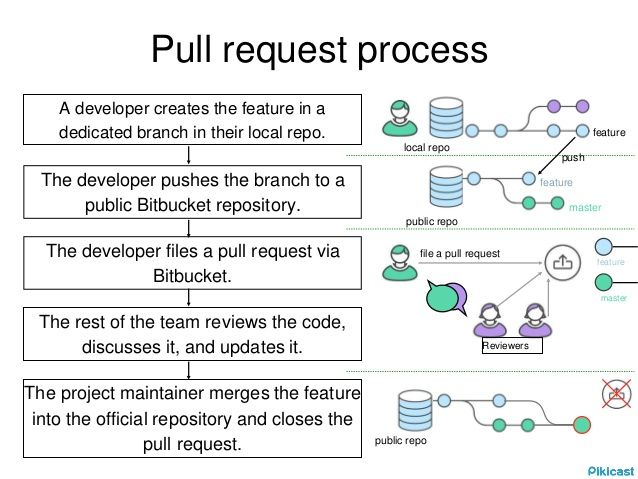 Pull request process
A developer creates the feature in a
dedicated branch in their local repo.
local repo
feature
push
The developer pushes the branch to a
public Bitbucket repository.
feature
master
public repo
The developer files a pull request via
Bitbucket.
file a pull request
feature
master
Reviewers
The rest of the team reviews the code,
discusses it, and updates it.
The project maintainer merges the feature
into the official repository and closes the
pull request.
public repo
Pikicast